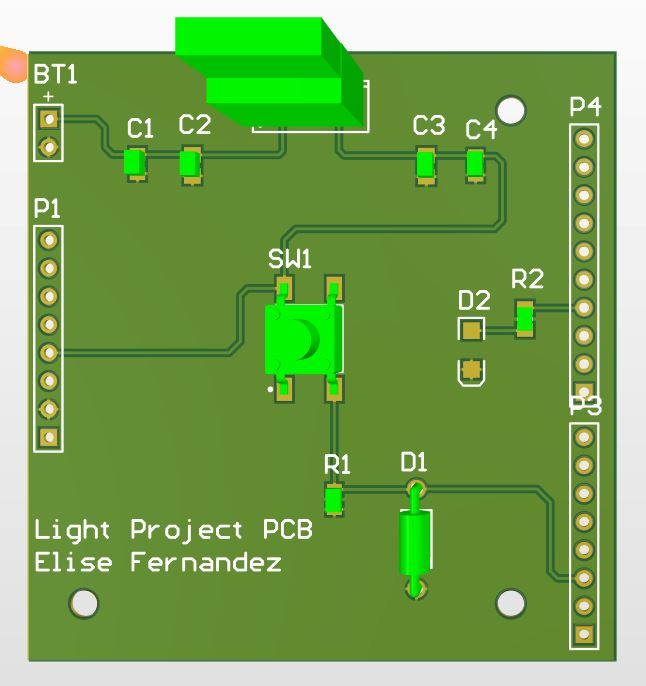 BT1
+
C1
C2
C3
C4
P4
P1
SW1
R2
D2
P3
R1
D1
Light Project PCB
Elise Fernandez